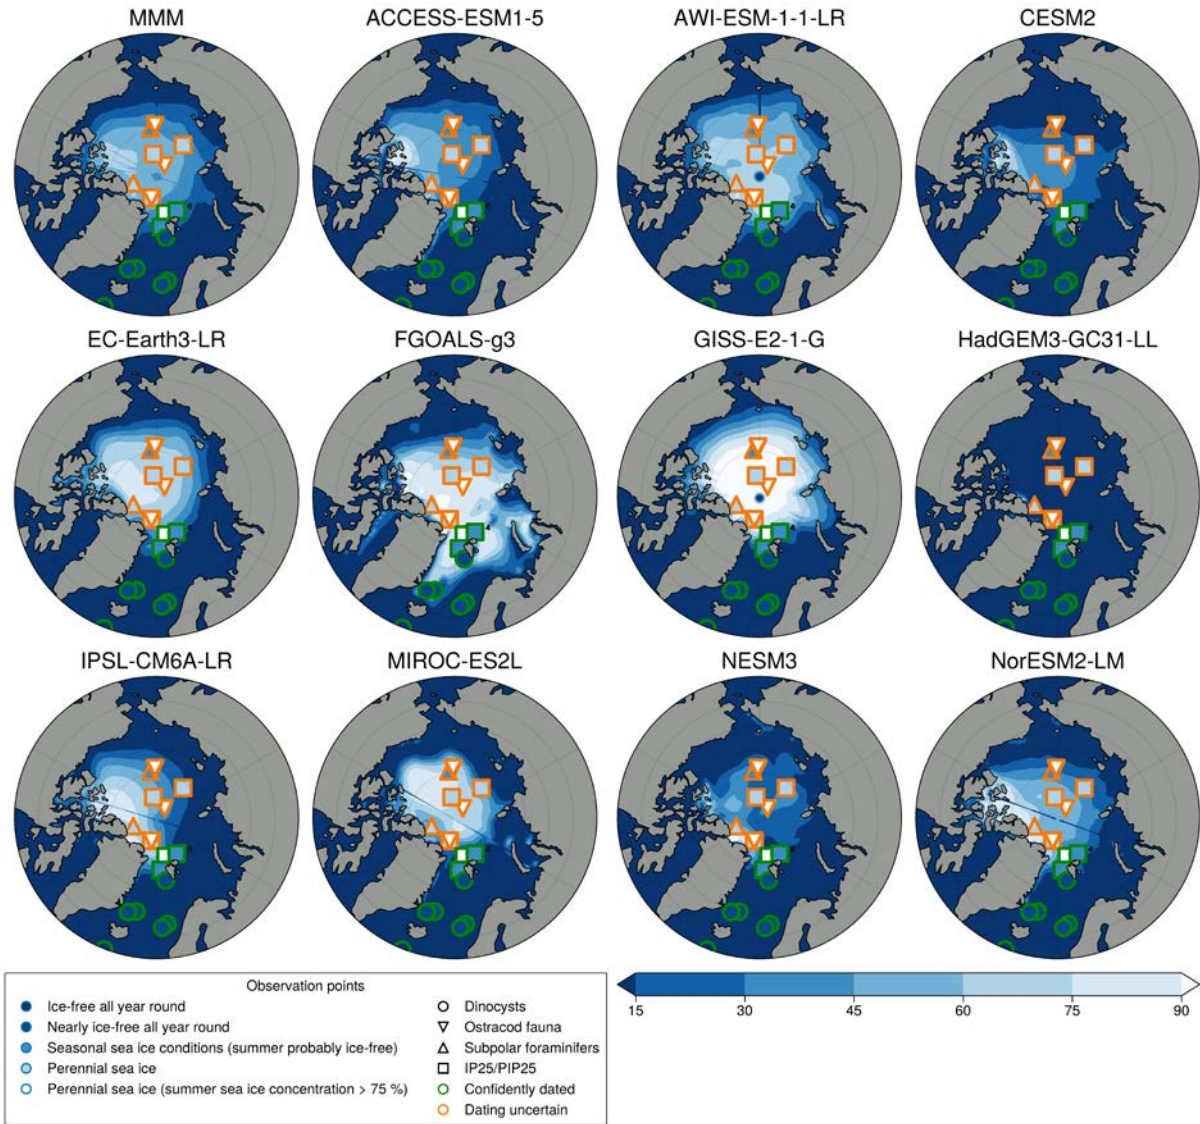 MMM
ACCESS-ESM1-5
AWI-ESM-1-1-LR
CESM2
EC-Earth3-LR
FGOALS-g3
GISS-E2-1-G
HadGEM3-GC31-LL
IPSL-CM6A-LR
MIROC-ES2L
NESM3
NorESM2-LM
Observation points
Ice-free all year round
Nearly ice-free all year round
Seasonal sea ice conditions (summer probably ice-free)
Perennial sea ice
Perennial sea ice (summer sea ice concentration > 75 %)
Dinocysts
Ostracod fauna
Subpolar foraminifers
IP25/PIP25
Confidently dated
Dating uncertain
15 30 45 60 75 90